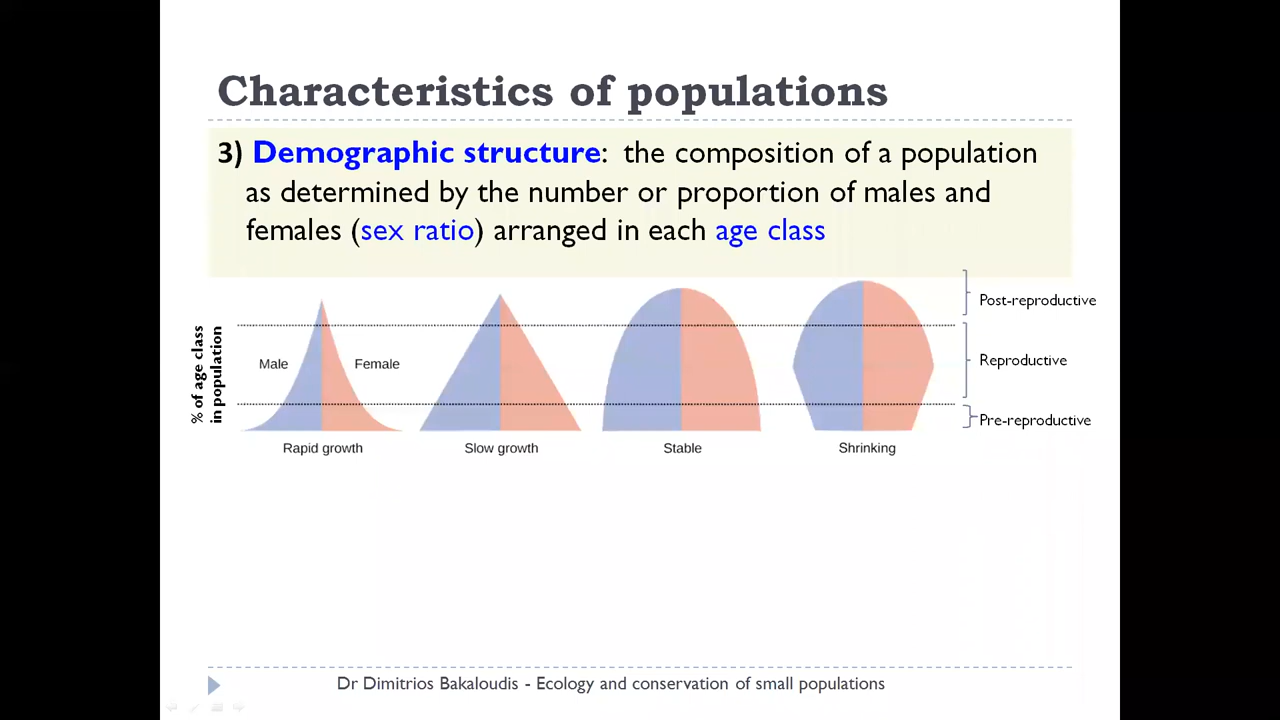 Characteristics of populations
3) Demographic structure: the composition of a population
as determined by the number or proportion of males and
females (sex ratio) arranged in each age class
Post-reproductive
% of age class
in population
Male
Female
Reproductive
Pre-reproductive
Rapid growth
Slow growth
Stable
Shrinking
Dr Dimitrios Bakaloudis - Ecology and conservation of small populations